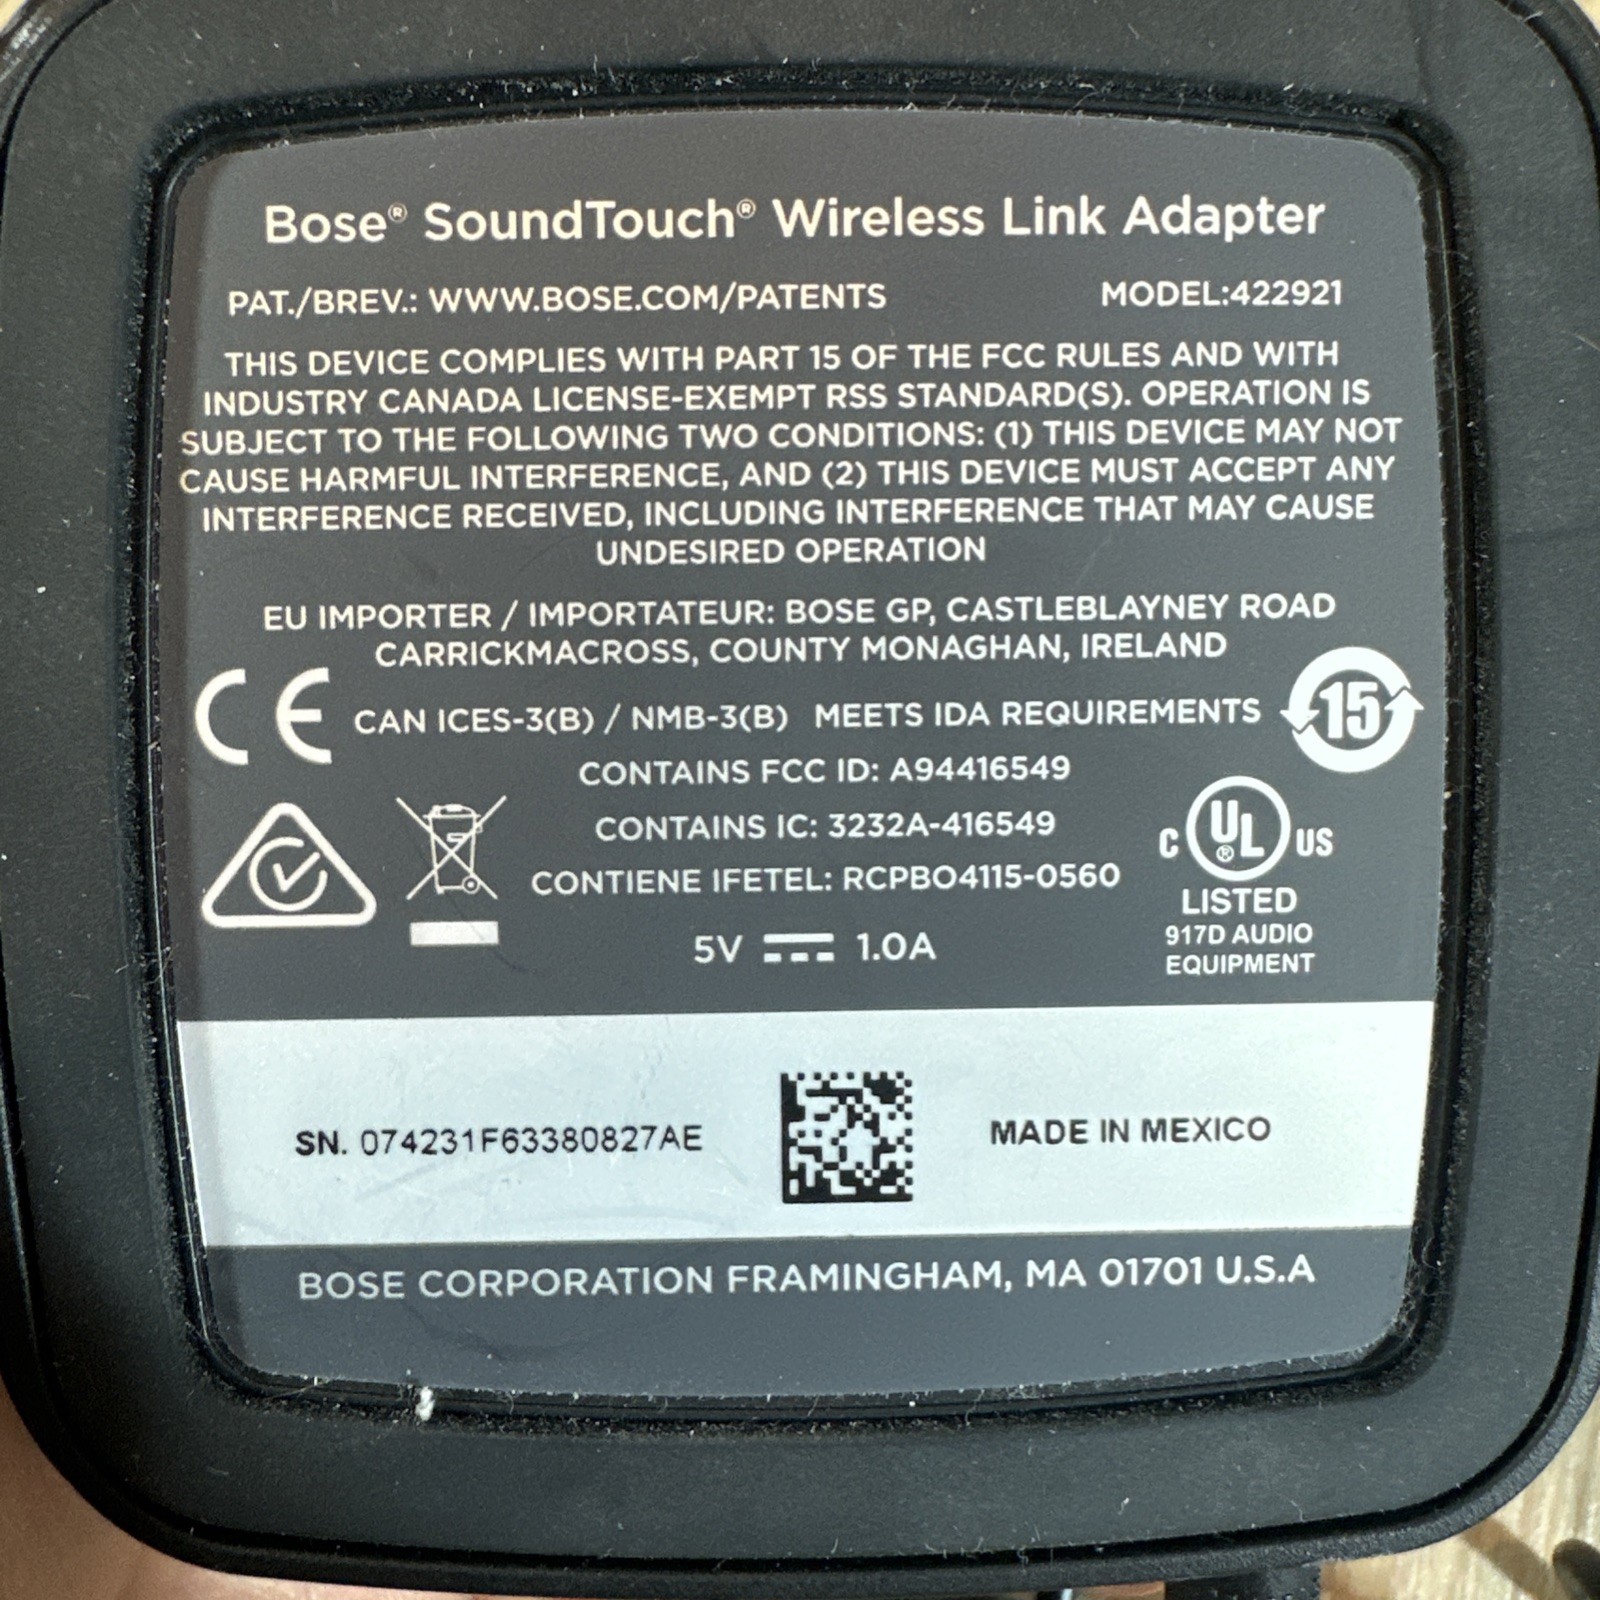 Bose® SoundTouch® Wireless Link Adapter
PAT./BREV.: WWW.BOSE.COM/PATENTS MODEL:422921
THIS DEVICE COMPLIES WITH PART 15 OF THE FCC RULES AND WITH
INDUSTRY CANADA LICENSE-EXEMPT RSS STANDARD(S). OPERATION IS
SUBJECT TO THE FOLLOWING TWO CONDITIONS: (1) THIS DEVICE MAY NOT
CAUSE HARMFUL INTERFERENCE, AND (2) THIS DEVICE MUST ACCEPT ANY
INTERFERENCE RECEIVED, INCLUDING INTERFERENCE THAT MAY CAUSE
UNDESIRED OPERATION
EU IMPORTER / IMPORTATEUR: BOSE GP, CASTLEBLAYNEY ROAD
CARRICKMACROSS, COUNTY MONAGHAN, IRELAND
CE CAN ICES-3(B) / NMB-3(B) MEETS IDA REQUIREMENTS 15
CONTAINS FCC ID: A94416549
CONTAINS IC: 3232A-416549
C UL® US
CONTIENE IFETEL: RCPBO4115-0560
LISTED
917D AUDIO
EQUIPMENT
5V ⎓ 1.0A
SN. 074231F63380827AE MADE IN MEXICO
BOSE CORPORATION FRAMINGHAM, MA 01701 U.S.A